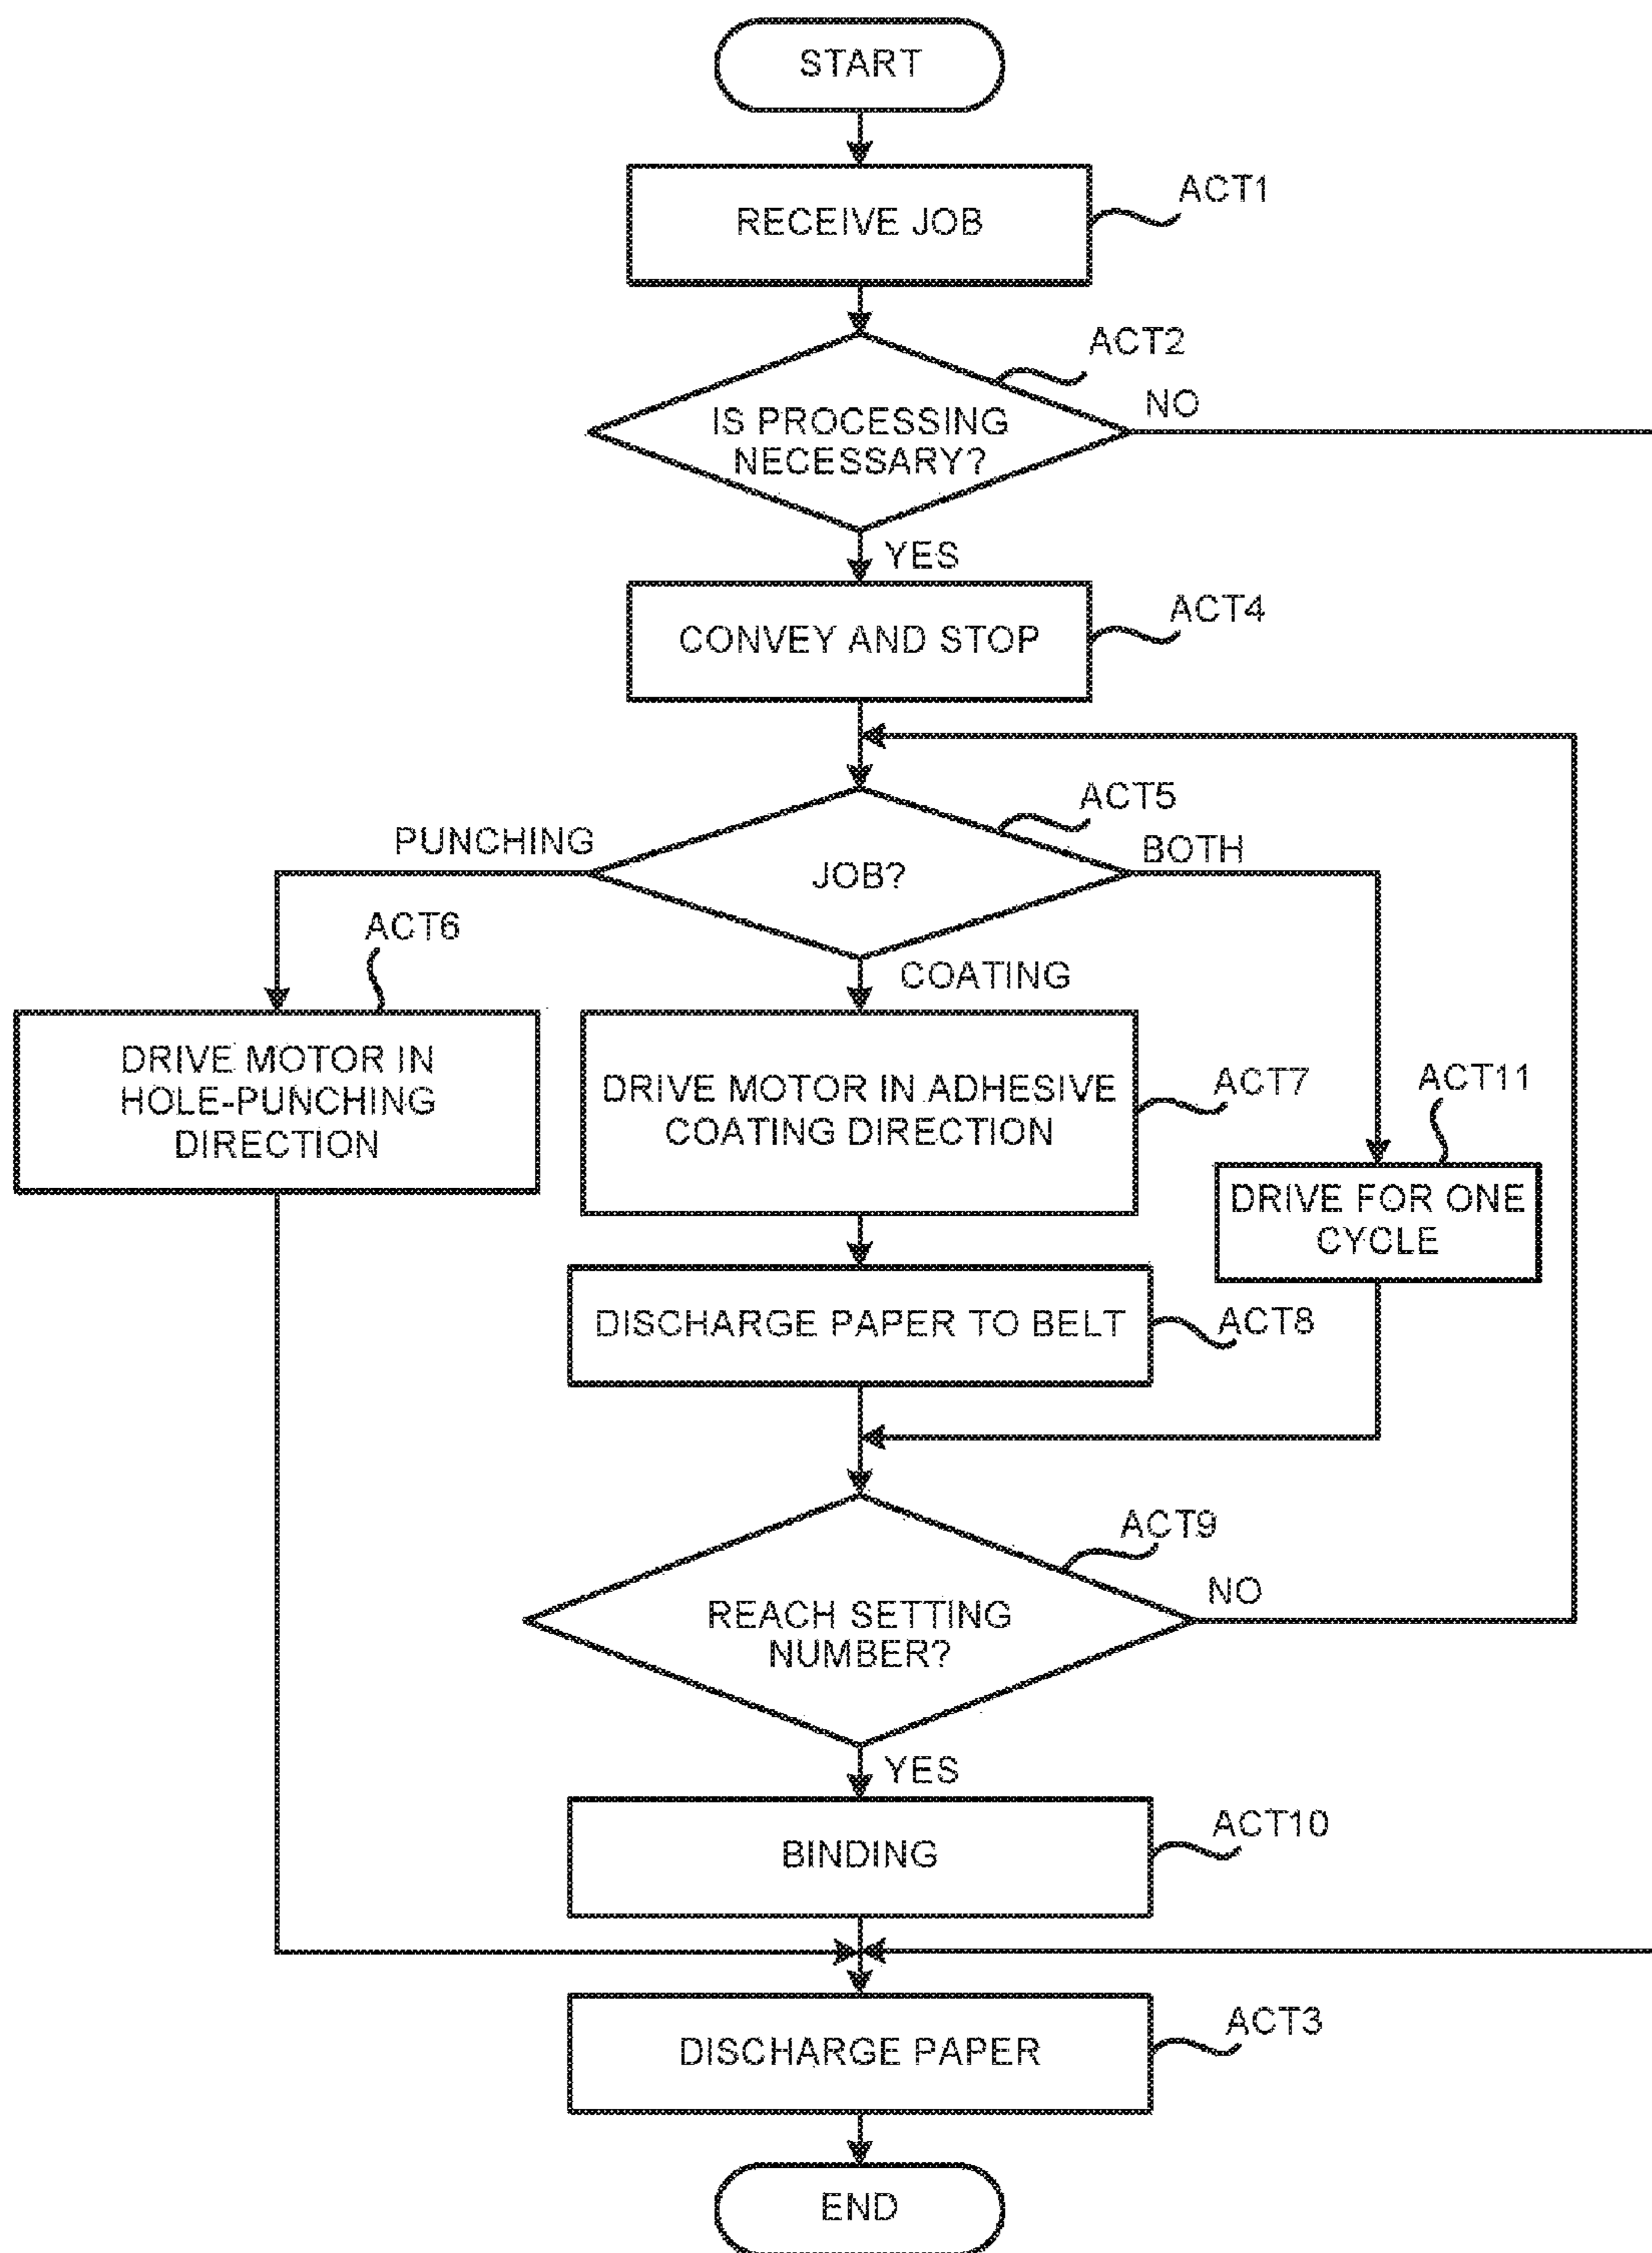 START
RECEIVE JOB
ACT1
ACT2
IS PROCESSING
NECESSARY?
NO
YES
CONVEY AND STOP
ACT4
ACT5
PUNCHING
JOB?
BOTH
ACT6
COATING
DRIVE MOTOR IN
HOLE-PUNCHING
DIRECTION
DRIVE MOTOR IN ADHESIVE
COATING DIRECTION
ACT7
ACT11
DRIVE FOR ONE
CYCLE
DISCHARGE PAPER TO BELT
ACT8
ACT9
REACH SETTING
NUMBER?
NO
YES
BINDING
ACT10
DISCHARGE PAPER
ACT3
END